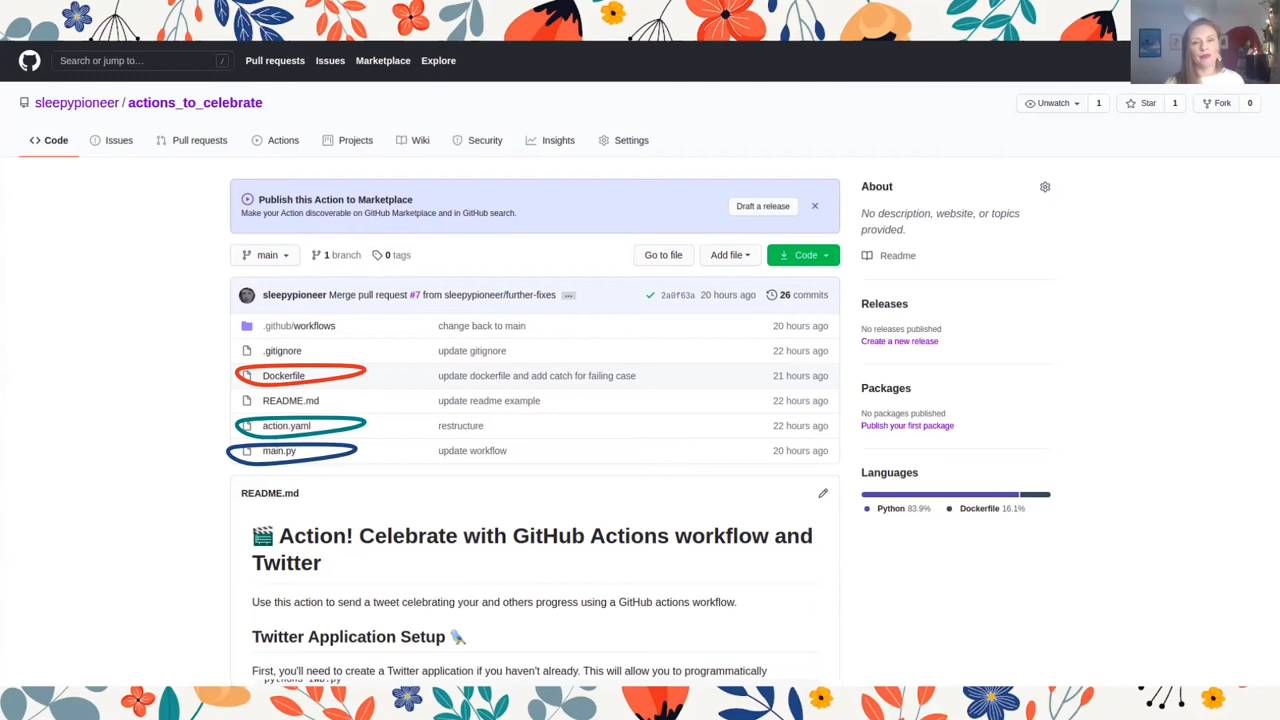 Search or jump to… /
Pull requests Issues Marketplace Explore
sleepypioneer / actions_to_celebrate
Unwatch 1 Star 1 Fork 0
Code Issues Pull requests Actions Projects Wiki Security Insights Settings
Publish this Action to Marketplace
Make your Action discoverable on GitHub Marketplace and in GitHub search.
Draft a release
main 1 branch 0 tags Go to file Add file Code
sleepypioneer Merge pull request #7 from sleepypioneer/further-fixes … 2a0f63a 20 hours ago 26 commits
.github/workflows change back to main 20 hours ago
.gitignore update gitignore 22 hours ago
Dockerfile update dockerfile and add catch for failing case 21 hours ago
README.md update readme example 22 hours ago
action.yaml restructure 22 hours ago
main.py update workflow 20 hours ago
README.md
Action! Celebrate with GitHub Actions workflow and
Twitter
Use this action to send a tweet celebrating your and others progress using a GitHub actions workflow.
Twitter Application Setup
First, you'll need to create a Twitter application if you haven't already. This will allow you to programmatically
About
No description, website, or topics
provided.
Readme
Releases
No releases published
Create a new release
Packages
No packages published
Publish your first package
Languages
Python 83.9% Dockerfile 16.1%